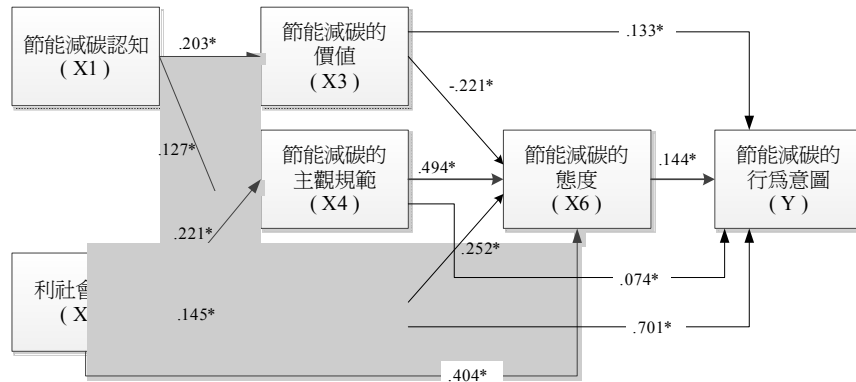 節能減碳認知
( X1 )
.203*
節能減碳的
價值
( X3 )
.133*
-.221*
.127*
節能減碳的
主觀規範
( X4 )
.494*
節能減碳的
態度
( X6 )
.144*
節能減碳的
行為意圖
( Y )
.221*
.252*
利社會
( X
.074*
.145*
.701*
.404*